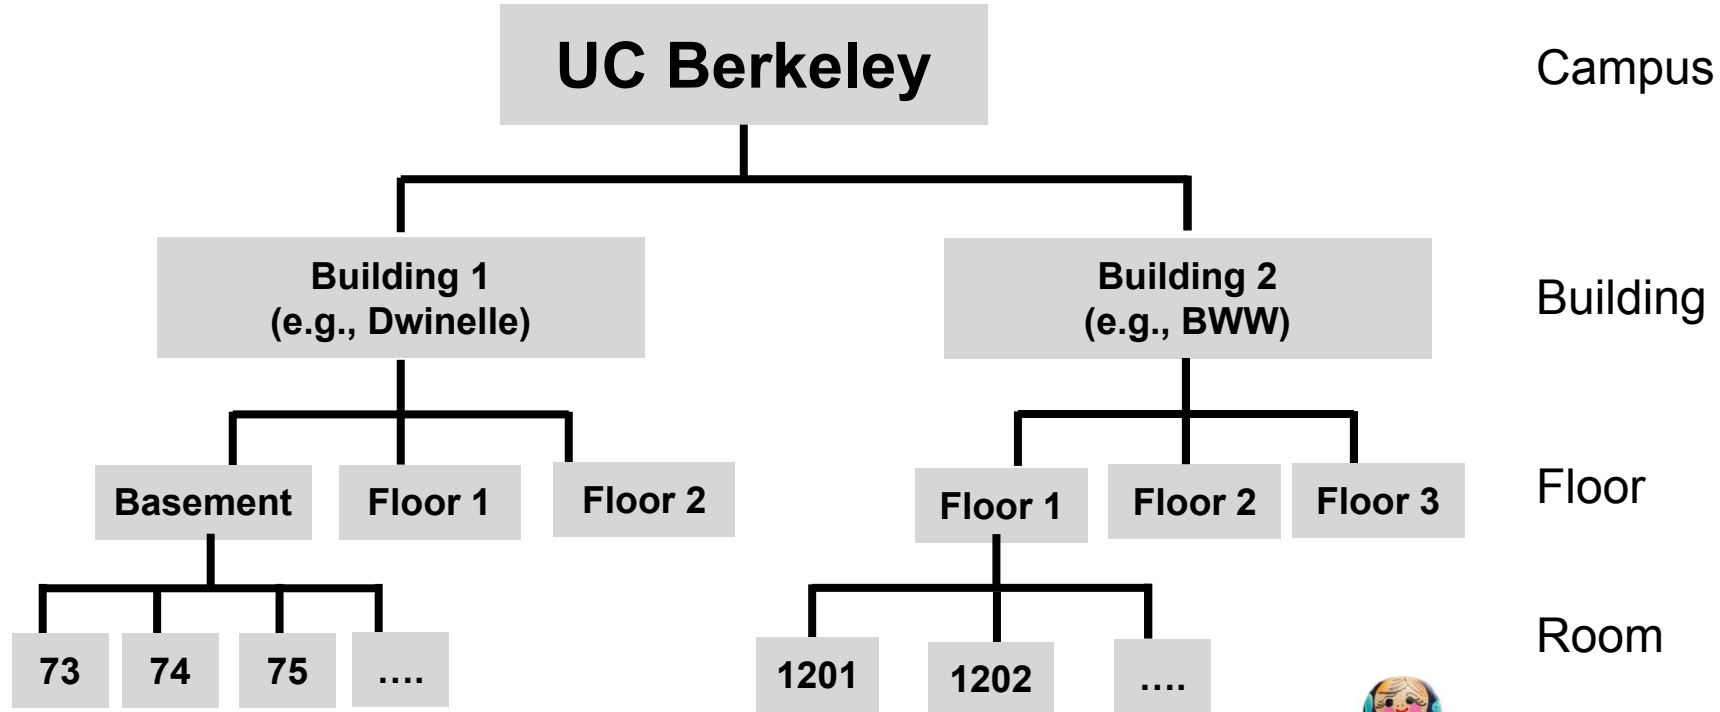 UC Berkeley
Campus
Building 1
(e.g., Dwinelle)
Building 2
(e.g., BWW)
Building
Basement
Floor 1
Floor 2
Floor 1
Floor 2
Floor 3
Floor
73
74
75
....
1201
1202
....
Room